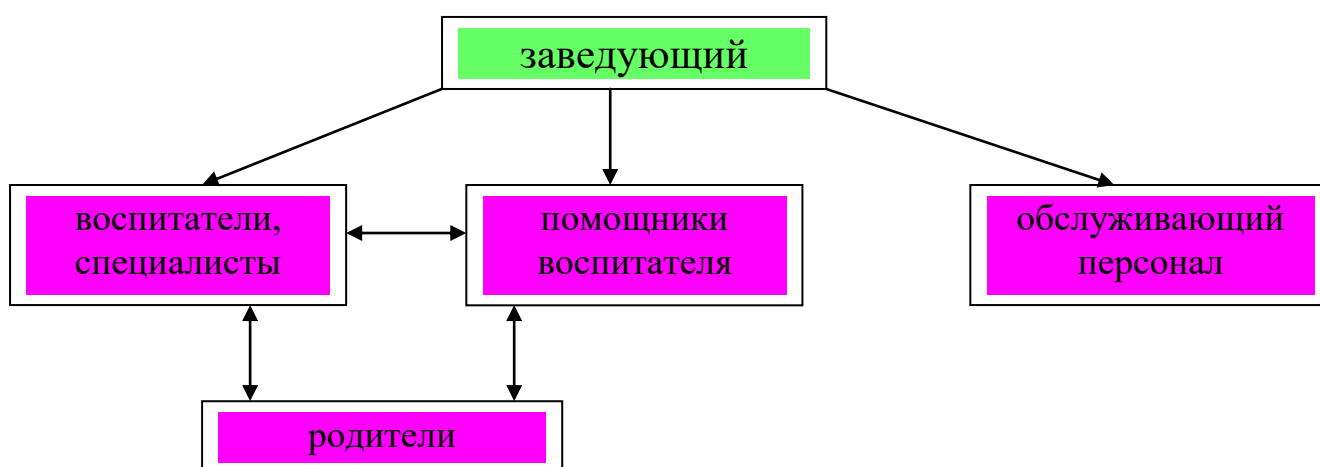 заведующий
воспитатели,
специалисты
помощники
воспитателя
обслуживающий
персонал
родители